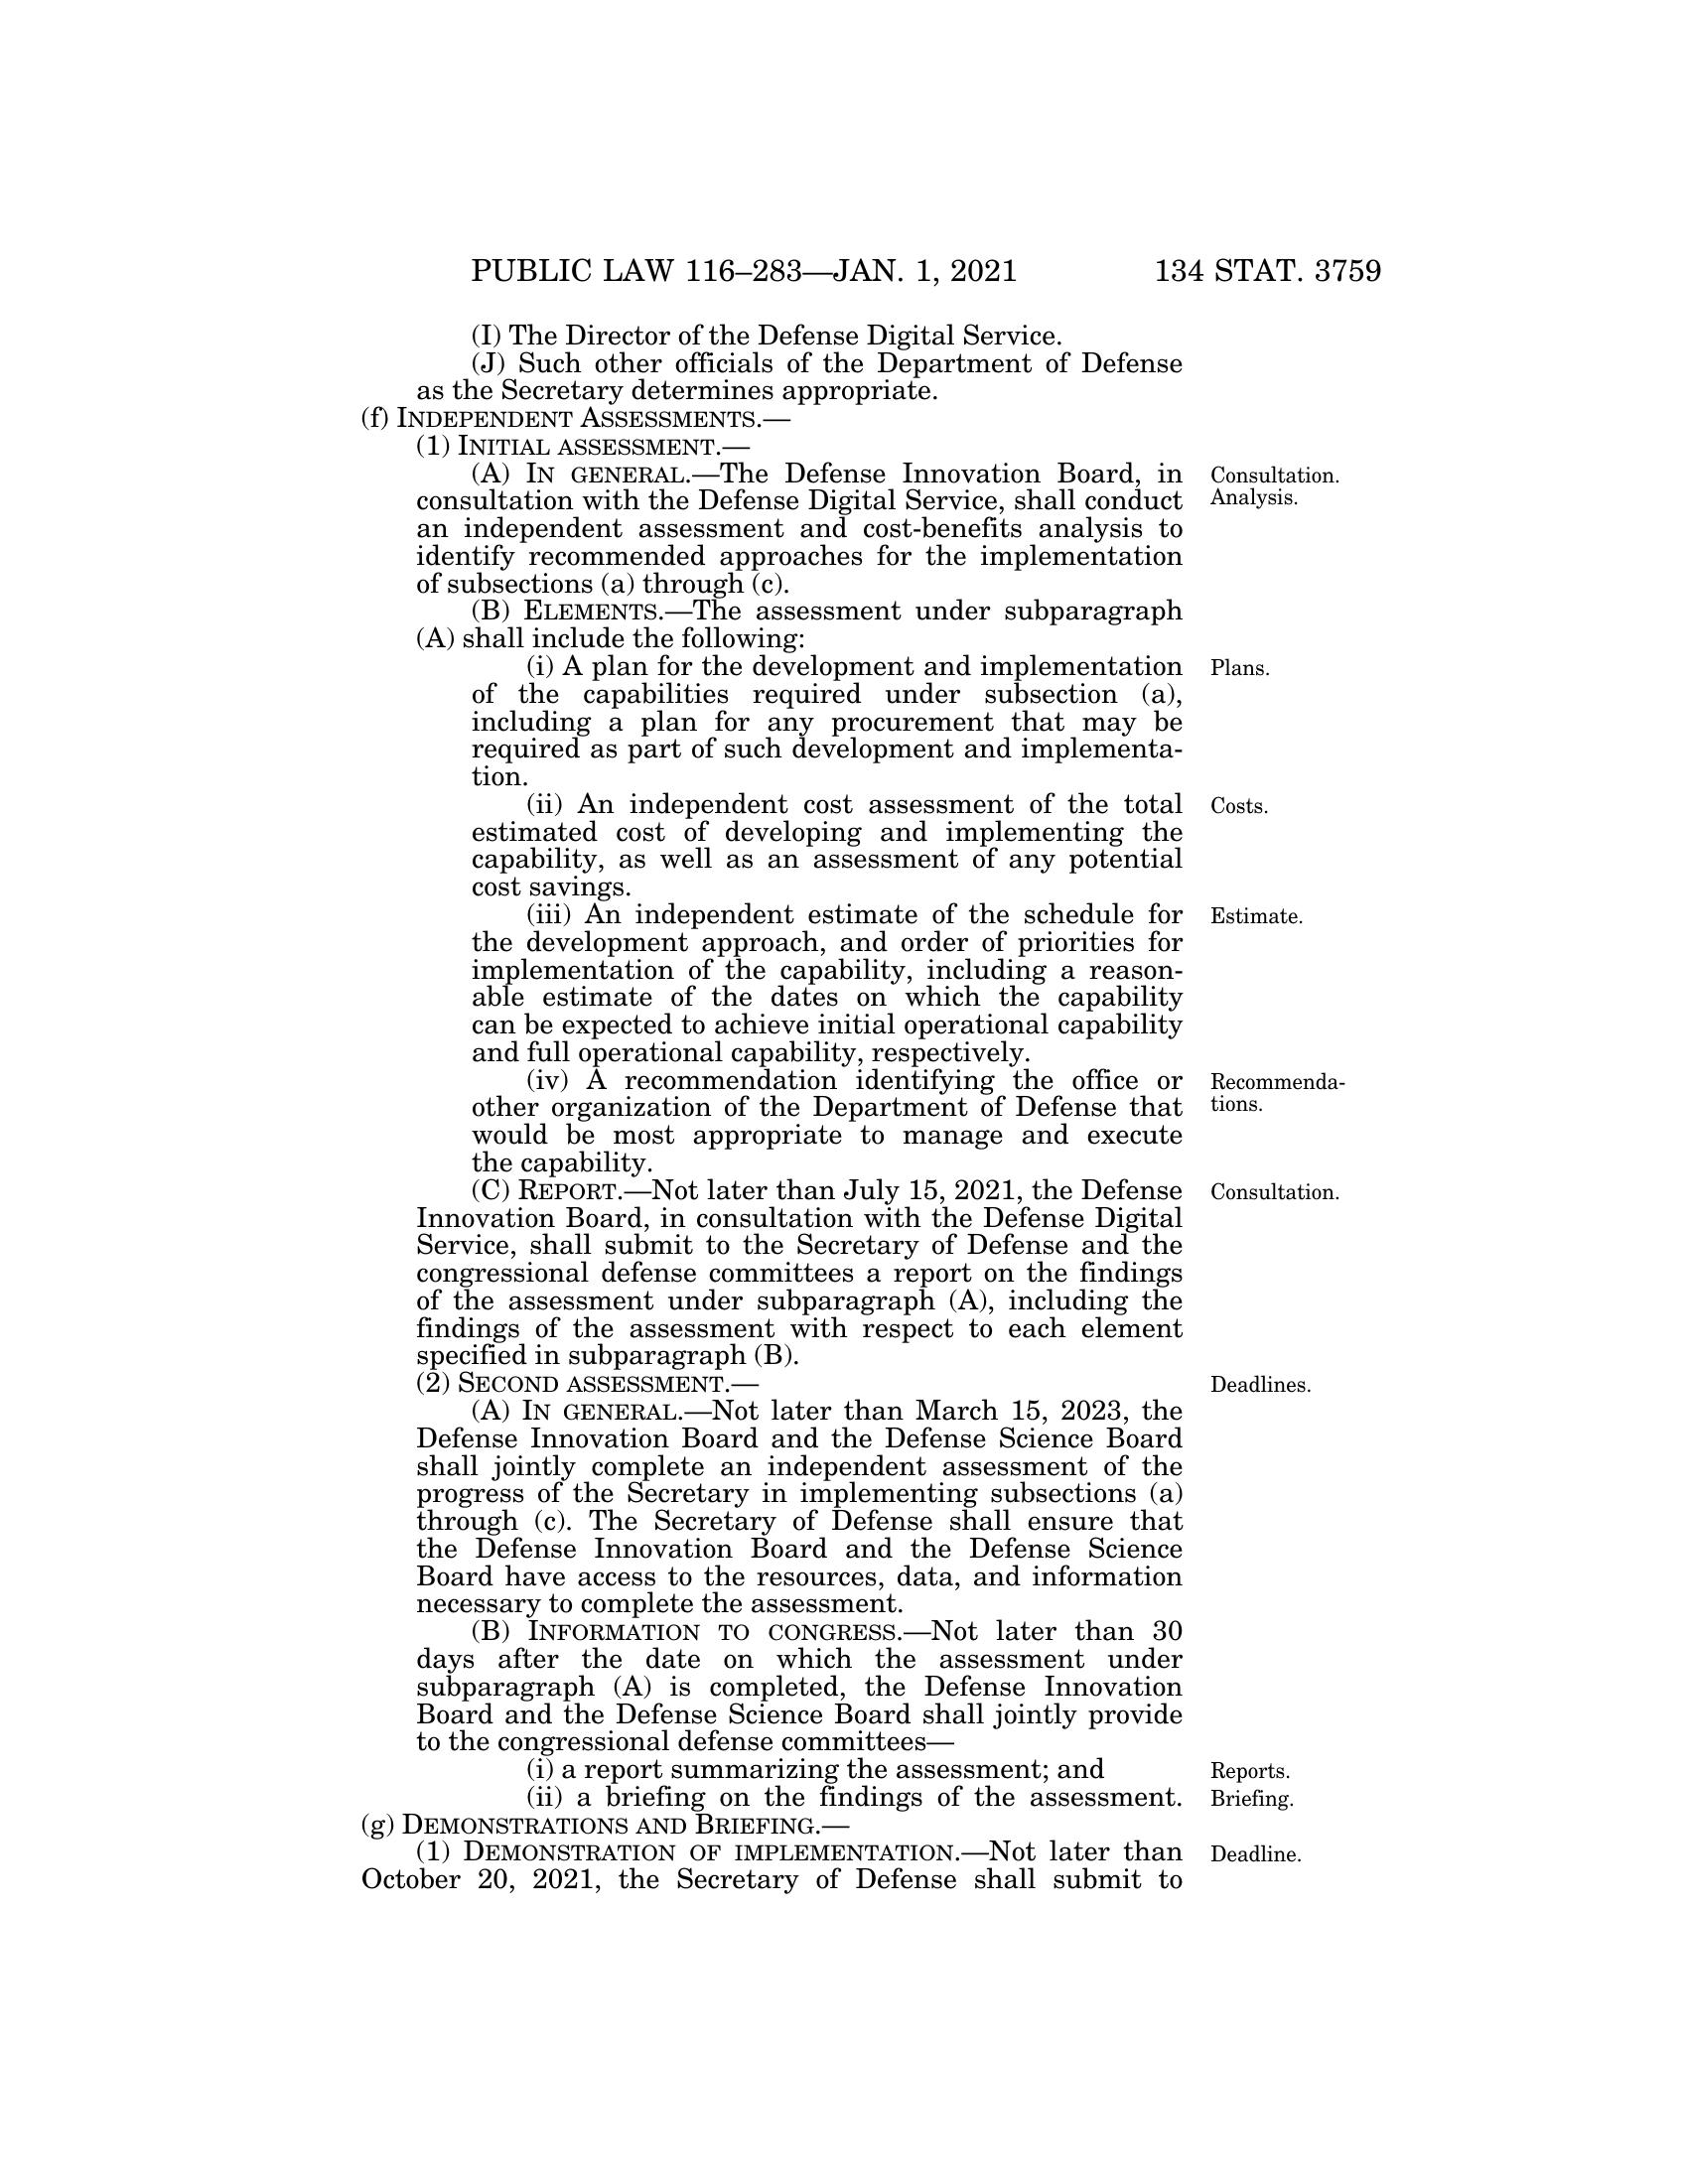 PUBLIC LAW 116–283—JAN. 1, 2021 134 STAT. 3759
(I) The Director of the Defense Digital Service.
(J) Such other officials of the Department of Defense
as the Secretary determines appropriate.
(f) INDEPENDENT ASSESSMENTS.—
(1) INITIAL ASSESSMENT.—
(A) IN GENERAL.—The Defense Innovation Board, in
consultation with the Defense Digital Service, shall conduct
an independent assessment and cost-benefits analysis to
identify recommended approaches for the implementation
of subsections (a) through (c).
Consultation.
Analysis.
(B) ELEMENTS.—The assessment under subparagraph
(A) shall include the following:
(i) A plan for the development and implementation
of the capabilities required under subsection (a),
including a plan for any procurement that may be
required as part of such development and implementa-
tion.
Plans.
(ii) An independent cost assessment of the total
estimated cost of developing and implementing the
capability, as well as an assessment of any potential
cost savings.
Costs.
(iii) An independent estimate of the schedule for
the development approach, and order of priorities for
implementation of the capability, including a reason-
able estimate of the dates on which the capability
can be expected to achieve initial operational capability
and full operational capability, respectively.
Estimate.
(iv) A recommendation identifying the office or
other organization of the Department of Defense that
would be most appropriate to manage and execute
the capability.
Recommenda-
tions.
(C) REPORT.—Not later than July 15, 2021, the Defense
Innovation Board, in consultation with the Defense Digital
Service, shall submit to the Secretary of Defense and the
congressional defense committees a report on the findings
of the assessment under subparagraph (A), including the
findings of the assessment with respect to each element
specified in subparagraph (B).
Consultation.
(2) SECOND ASSESSMENT.—
Deadlines.
(A) IN GENERAL.—Not later than March 15, 2023, the
Defense Innovation Board and the Defense Science Board
shall jointly complete an independent assessment of the
progress of the Secretary in implementing subsections (a)
through (c). The Secretary of Defense shall ensure that
the Defense Innovation Board and the Defense Science
Board have access to the resources, data, and information
necessary to complete the assessment.
(B) INFORMATION TO CONGRESS.—Not later than 30
days after the date on which the assessment under
subparagraph (A) is completed, the Defense Innovation
Board and the Defense Science Board shall jointly provide
to the congressional defense committees—
(i) a report summarizing the assessment; and
Reports.
(ii) a briefing on the findings of the assessment.
Briefing.
(g) DEMONSTRATIONS AND BRIEFING.—
(1) DEMONSTRATION OF IMPLEMENTATION.—Not later than
October 20, 2021, the Secretary of Defense shall submit to
Deadline.